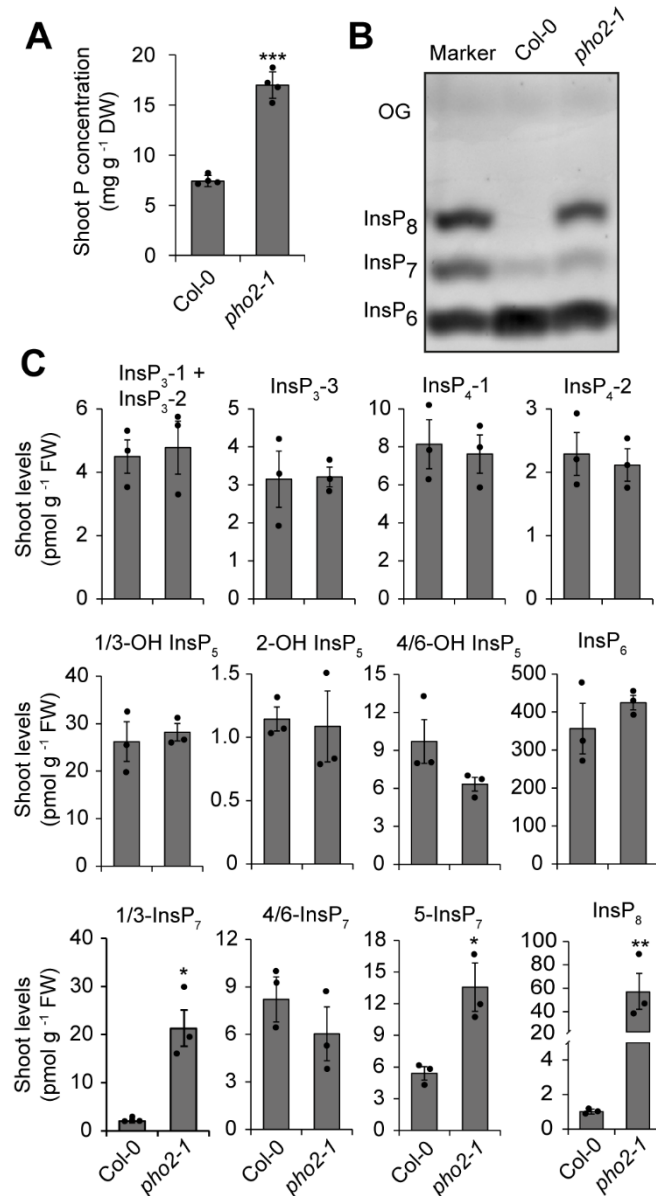 A
Shoot P concentration
(mg g ⁻¹ DW)
20
15
10
5
0
***
Col-0
pho2-1
B
Marker Col-0 pho2-1
OG
InsP₈
InsP₇
InsP₆
C
Shoot levels
(pmol g ⁻¹ FW)
InsP₃-1 +
InsP₃-2
6
4
2
0
InsP₃-3
5
4
3
2
1
0
InsP₄-1
10
8
6
4
2
0
InsP₄-2
4
3
2
1
0
Shoot levels
(pmol g ⁻¹ FW)
1/3-OH InsP₅
40
30
20
10
0
2-OH InsP₅
1.5
1.0
0.5
0
4/6-OH InsP₅
15
12
9
6
3
0
InsP₆
500
400
300
200
100
0
Shoot levels
(pmol g ⁻¹ FW)
1/3-InsP₇
40
30
20
10
0
*
Col-0
pho2-1
4/6-InsP₇
12
9
6
3
0
Col-0
pho2-1
5-InsP₇
18
15
12
9
6
3
0
*
Col-0
pho2-1
InsP₈
100
80
60
40
20
4
2
0
**
Col-0
pho2-1